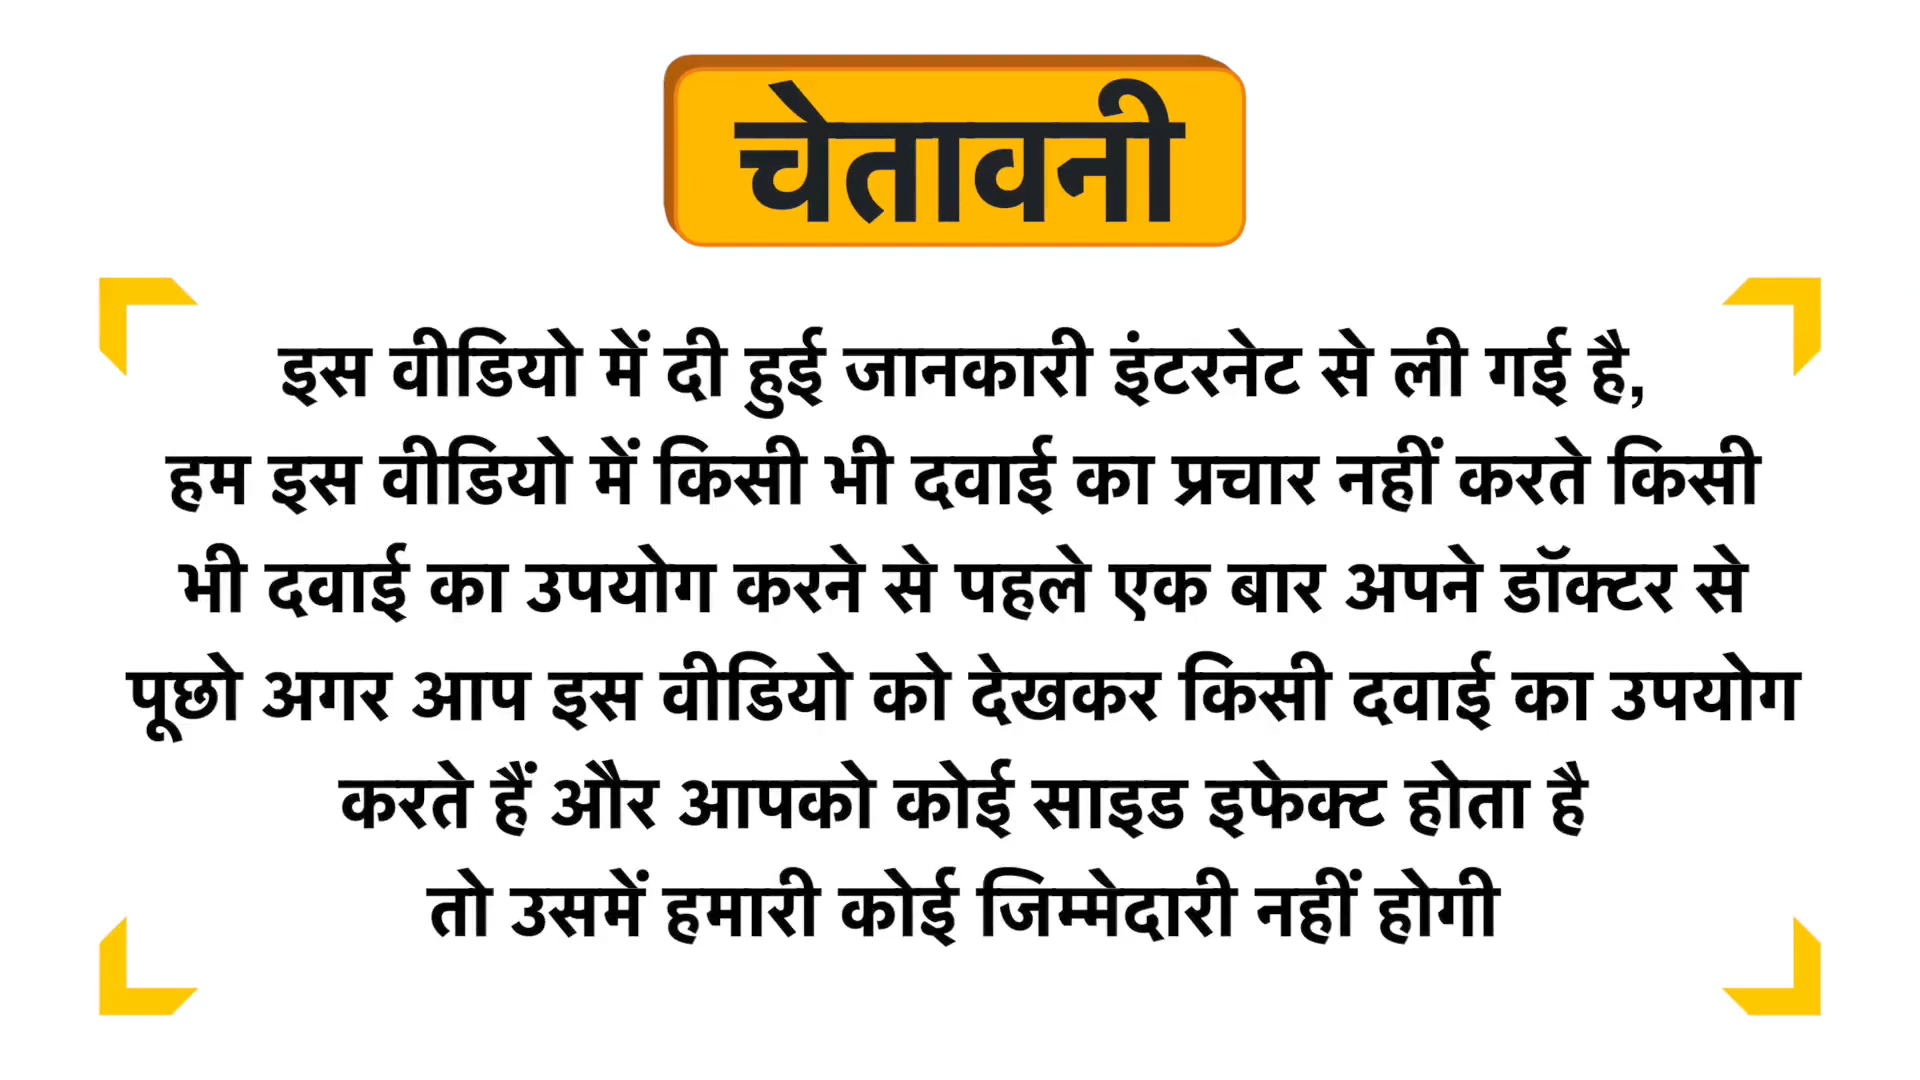 चेतावनी
इस वीडियो में दी हुई जानकारी इंटरनेट से ली गई है,
हम इस वीडियो में किसी भी दवाई का प्रचार नहीं करते किसी
भी दवाई का उपयोग करने से पहले एक बार अपने डॉक्टर से
पूछो अगर आप इस वीडियो को देखकर किसी दवाई का उपयोग
करते हैं और आपको कोई साइड इफेक्ट होता है
तो उसमें हमारी कोई जिम्मेदारी नहीं होगी